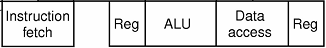 Instruction
fetch
Reg
ALU
Data
access
Reg